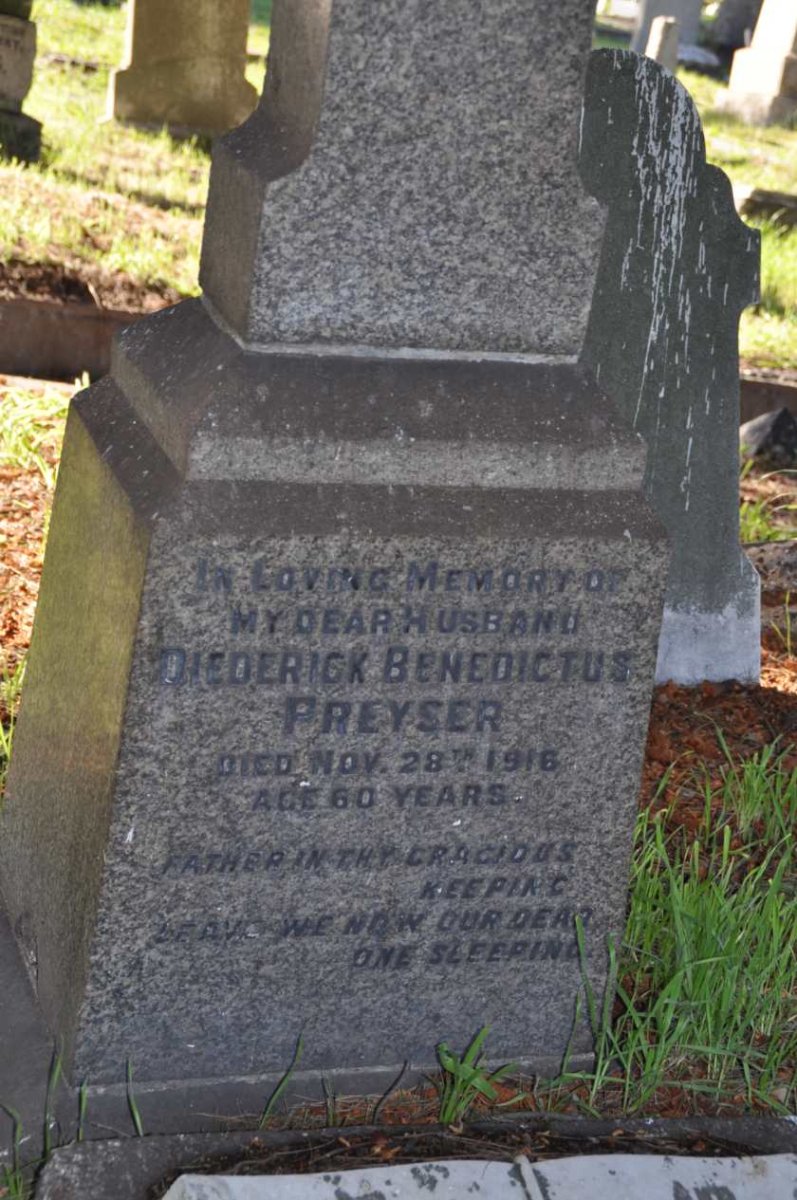 IN LOVING MEMORY OF
MY DEAR HUSBAND
DIEDERICK BENEDICTUS
PREYSER
DIED NOV. 28TH 1916
AGE 60 YEARS.
FATHER IN THY GRACIOUS
KEEPING
LEAVE WE NOW OUR DEAR
ONE SLEEPING.